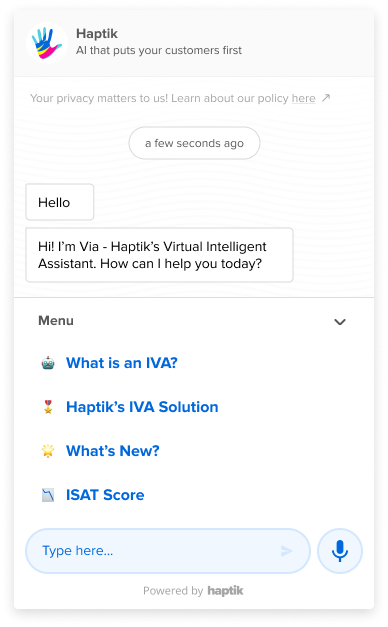 Haptik
AI that puts your customers first
Your privacy matters to us! Learn about our policy here ↗
a few seconds ago
Hello
Hi! I'm Via - Haptik's Virtual Intelligent
Assistant. How can I help you today?
Menu
What is an IVA?
Haptik's IVA Solution
What's New?
ISAT Score
Type here...
Powered by haptik